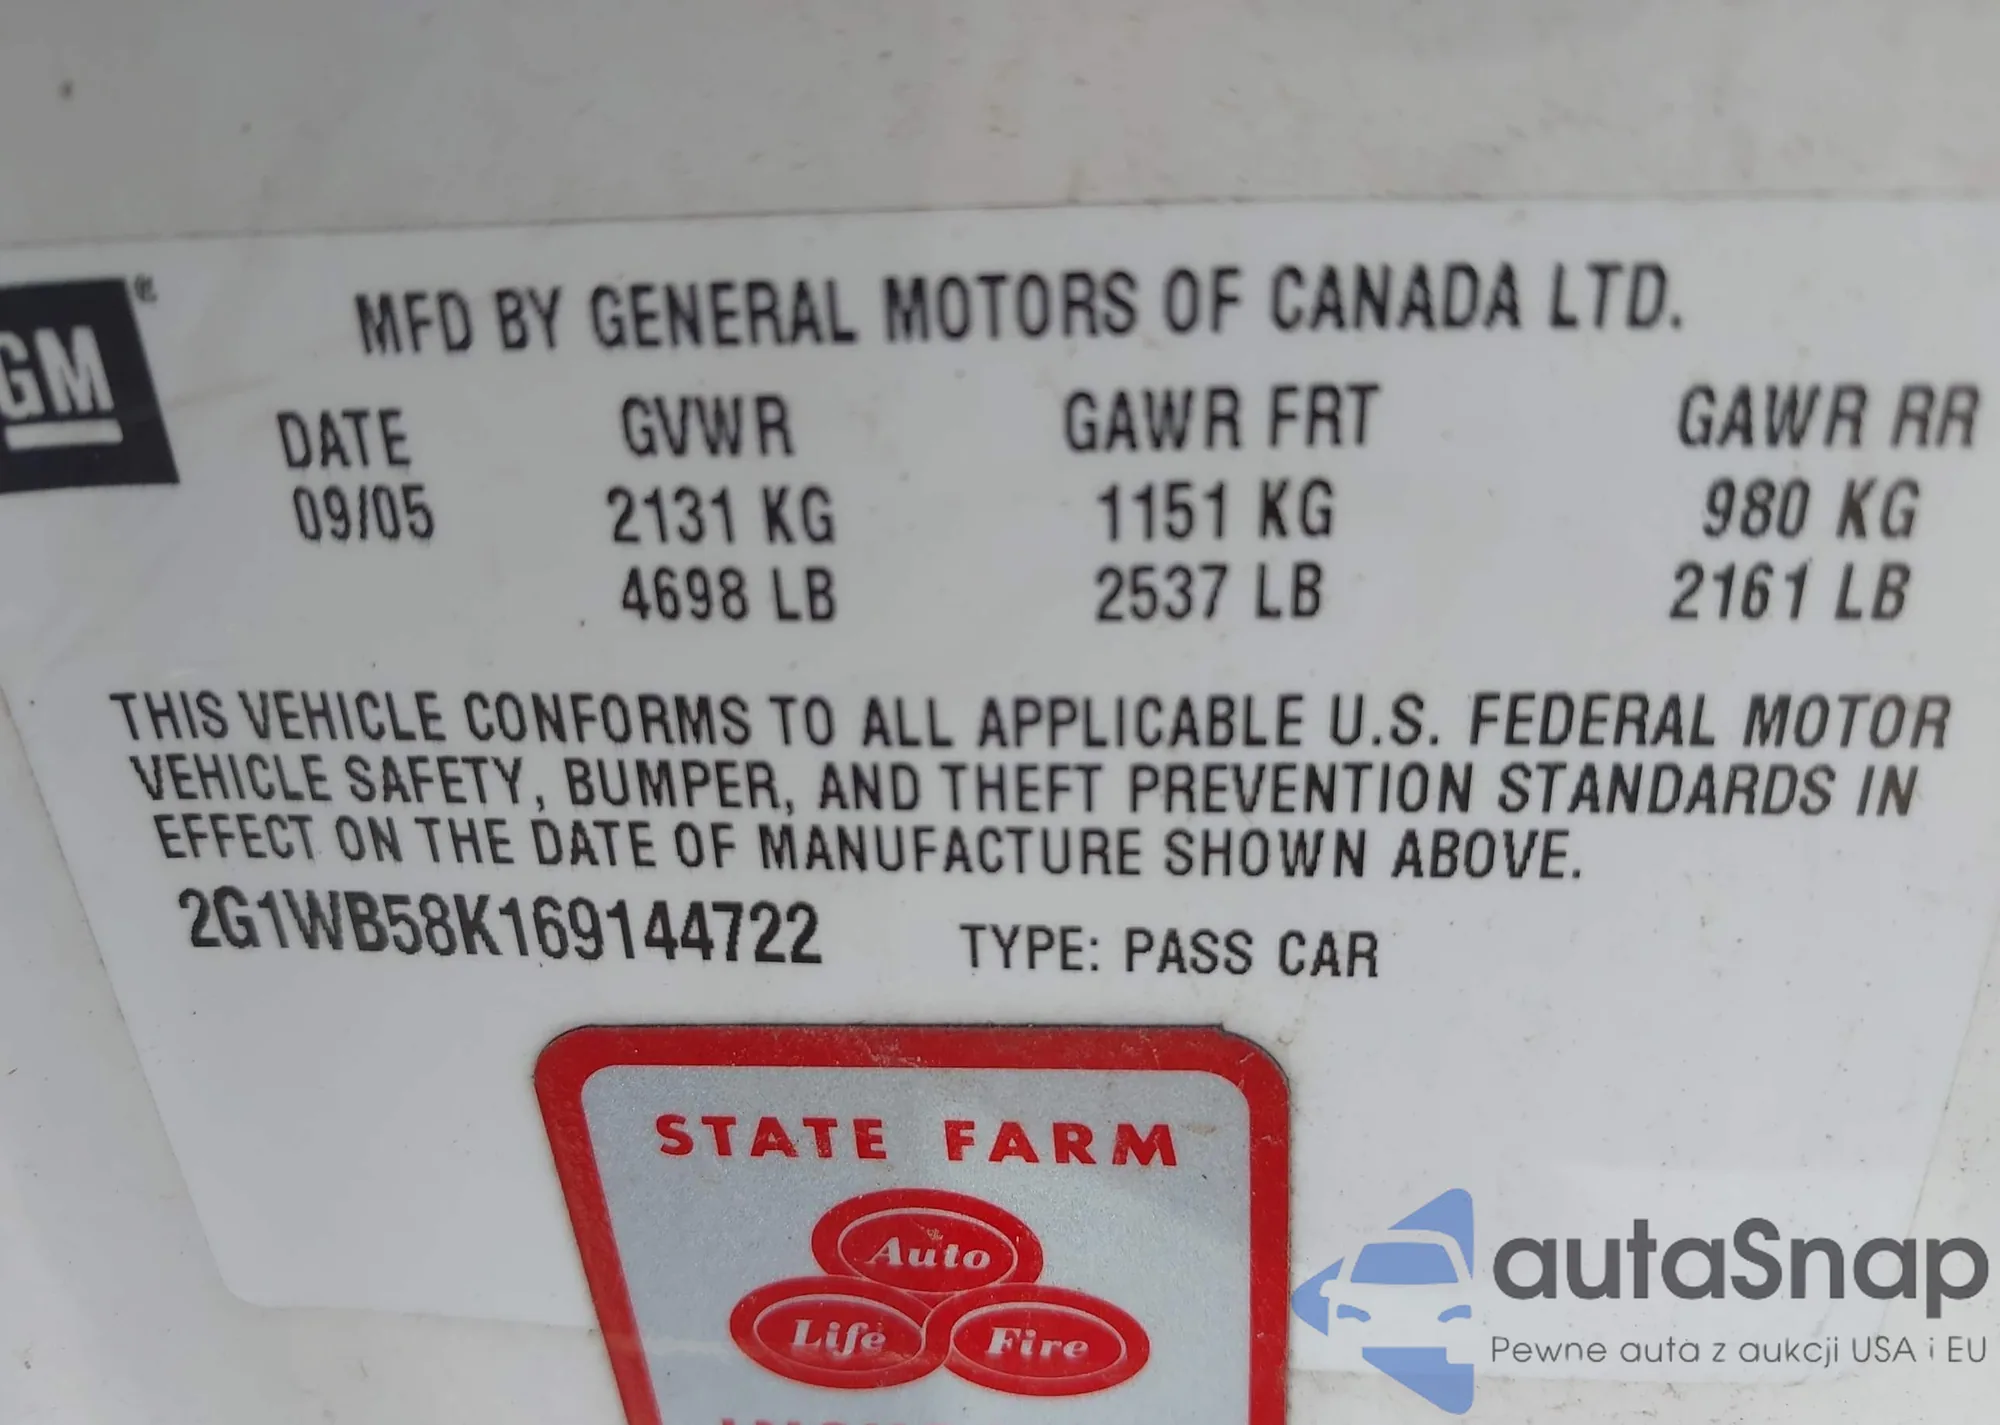 GM
MFD BY GENERAL MOTORS OF CANADA LTD.
DATE GVWR GAWR FRT GAWR RR
09/05 2131 KG 1151 KG 980 KG
4698 LB 2537 LB 2161 LB
THIS VEHICLE CONFORMS TO ALL APPLICABLE U.S. FEDERAL MOTOR
VEHICLE SAFETY, BUMPER, AND THEFT PREVENTION STANDARDS IN
EFFECT ON THE DATE OF MANUFACTURE SHOWN ABOVE.
2G1WB58K169144722 TYPE: PASS CAR
STATE FARM
Auto
Life Fire
autaSnap
Pewne auta z aukcji USA i EU